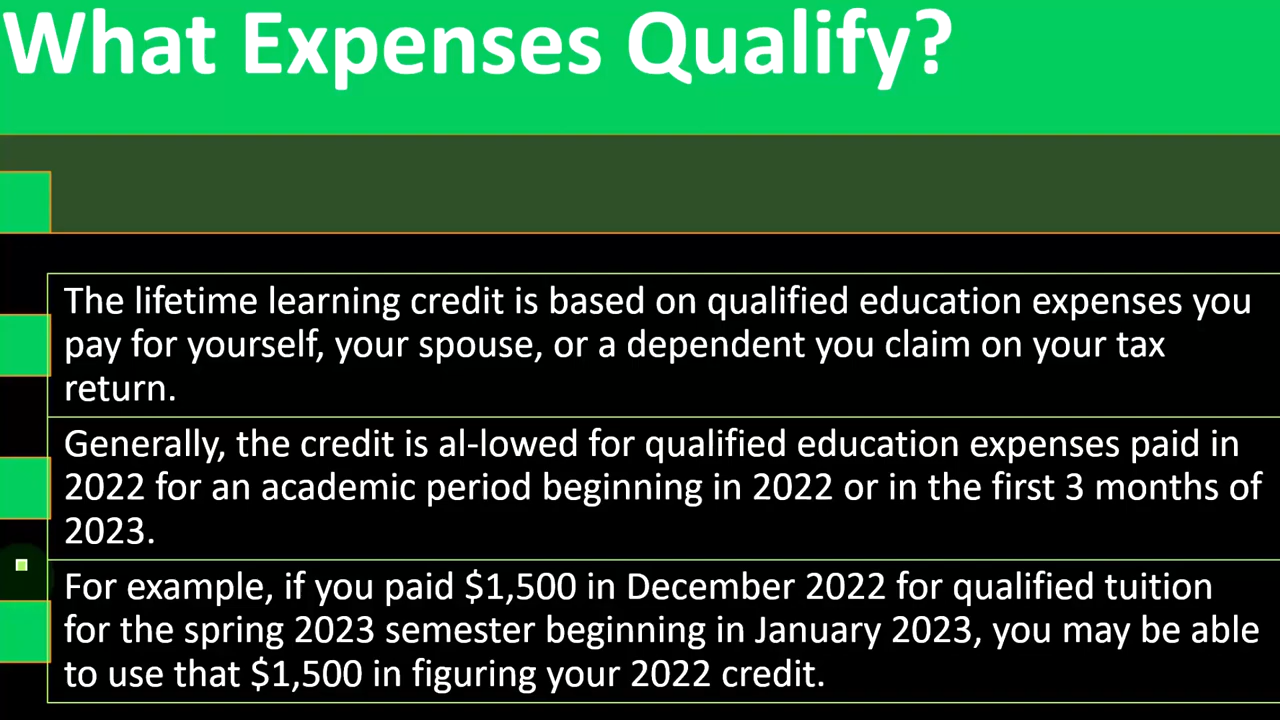 What Expenses Qualify?
The lifetime learning credit is based on qualified education expenses you
pay for yourself, your spouse, or a dependent you claim on your tax
return.
Generally, the credit is al-lowed for qualified education expenses paid in
2022 for an academic period beginning in 2022 or in the first 3 months of
2023.
For example, if you paid $1,500 in December 2022 for qualified tuition
for the spring 2023 semester beginning in January 2023, you may be able
to use that $1,500 in figuring your 2022 credit.